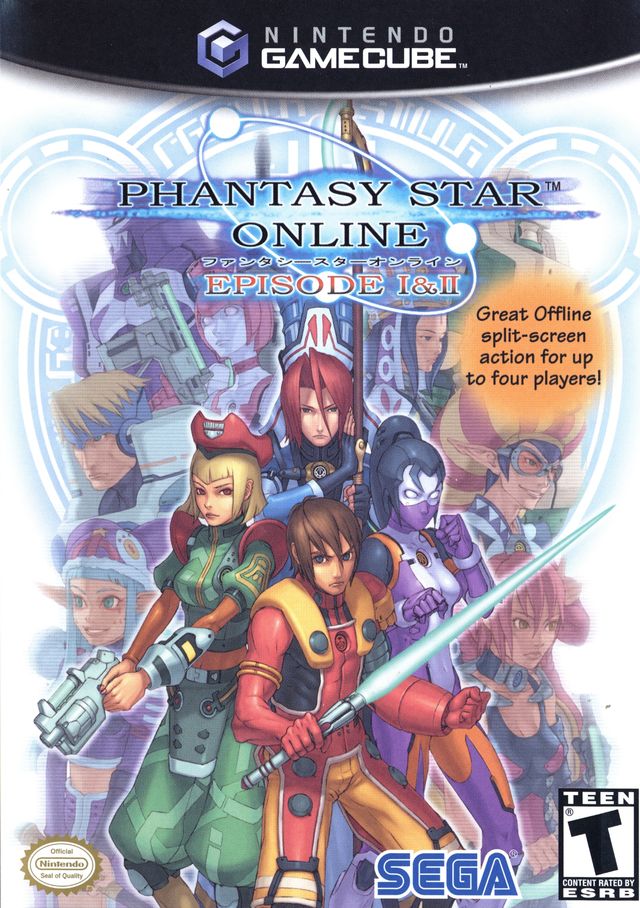 NINTENDO
GAMECUBE™
PHANTASY STAR™
ONLINE
ファンタシースターオンライン
EPISODE I&II
Great Offline
split-screen
action for up
to four players!
TEEN
®
T
CONTENT RATED BY
ESRB
Official
Nintendo
Seal of Quality
SEGA®